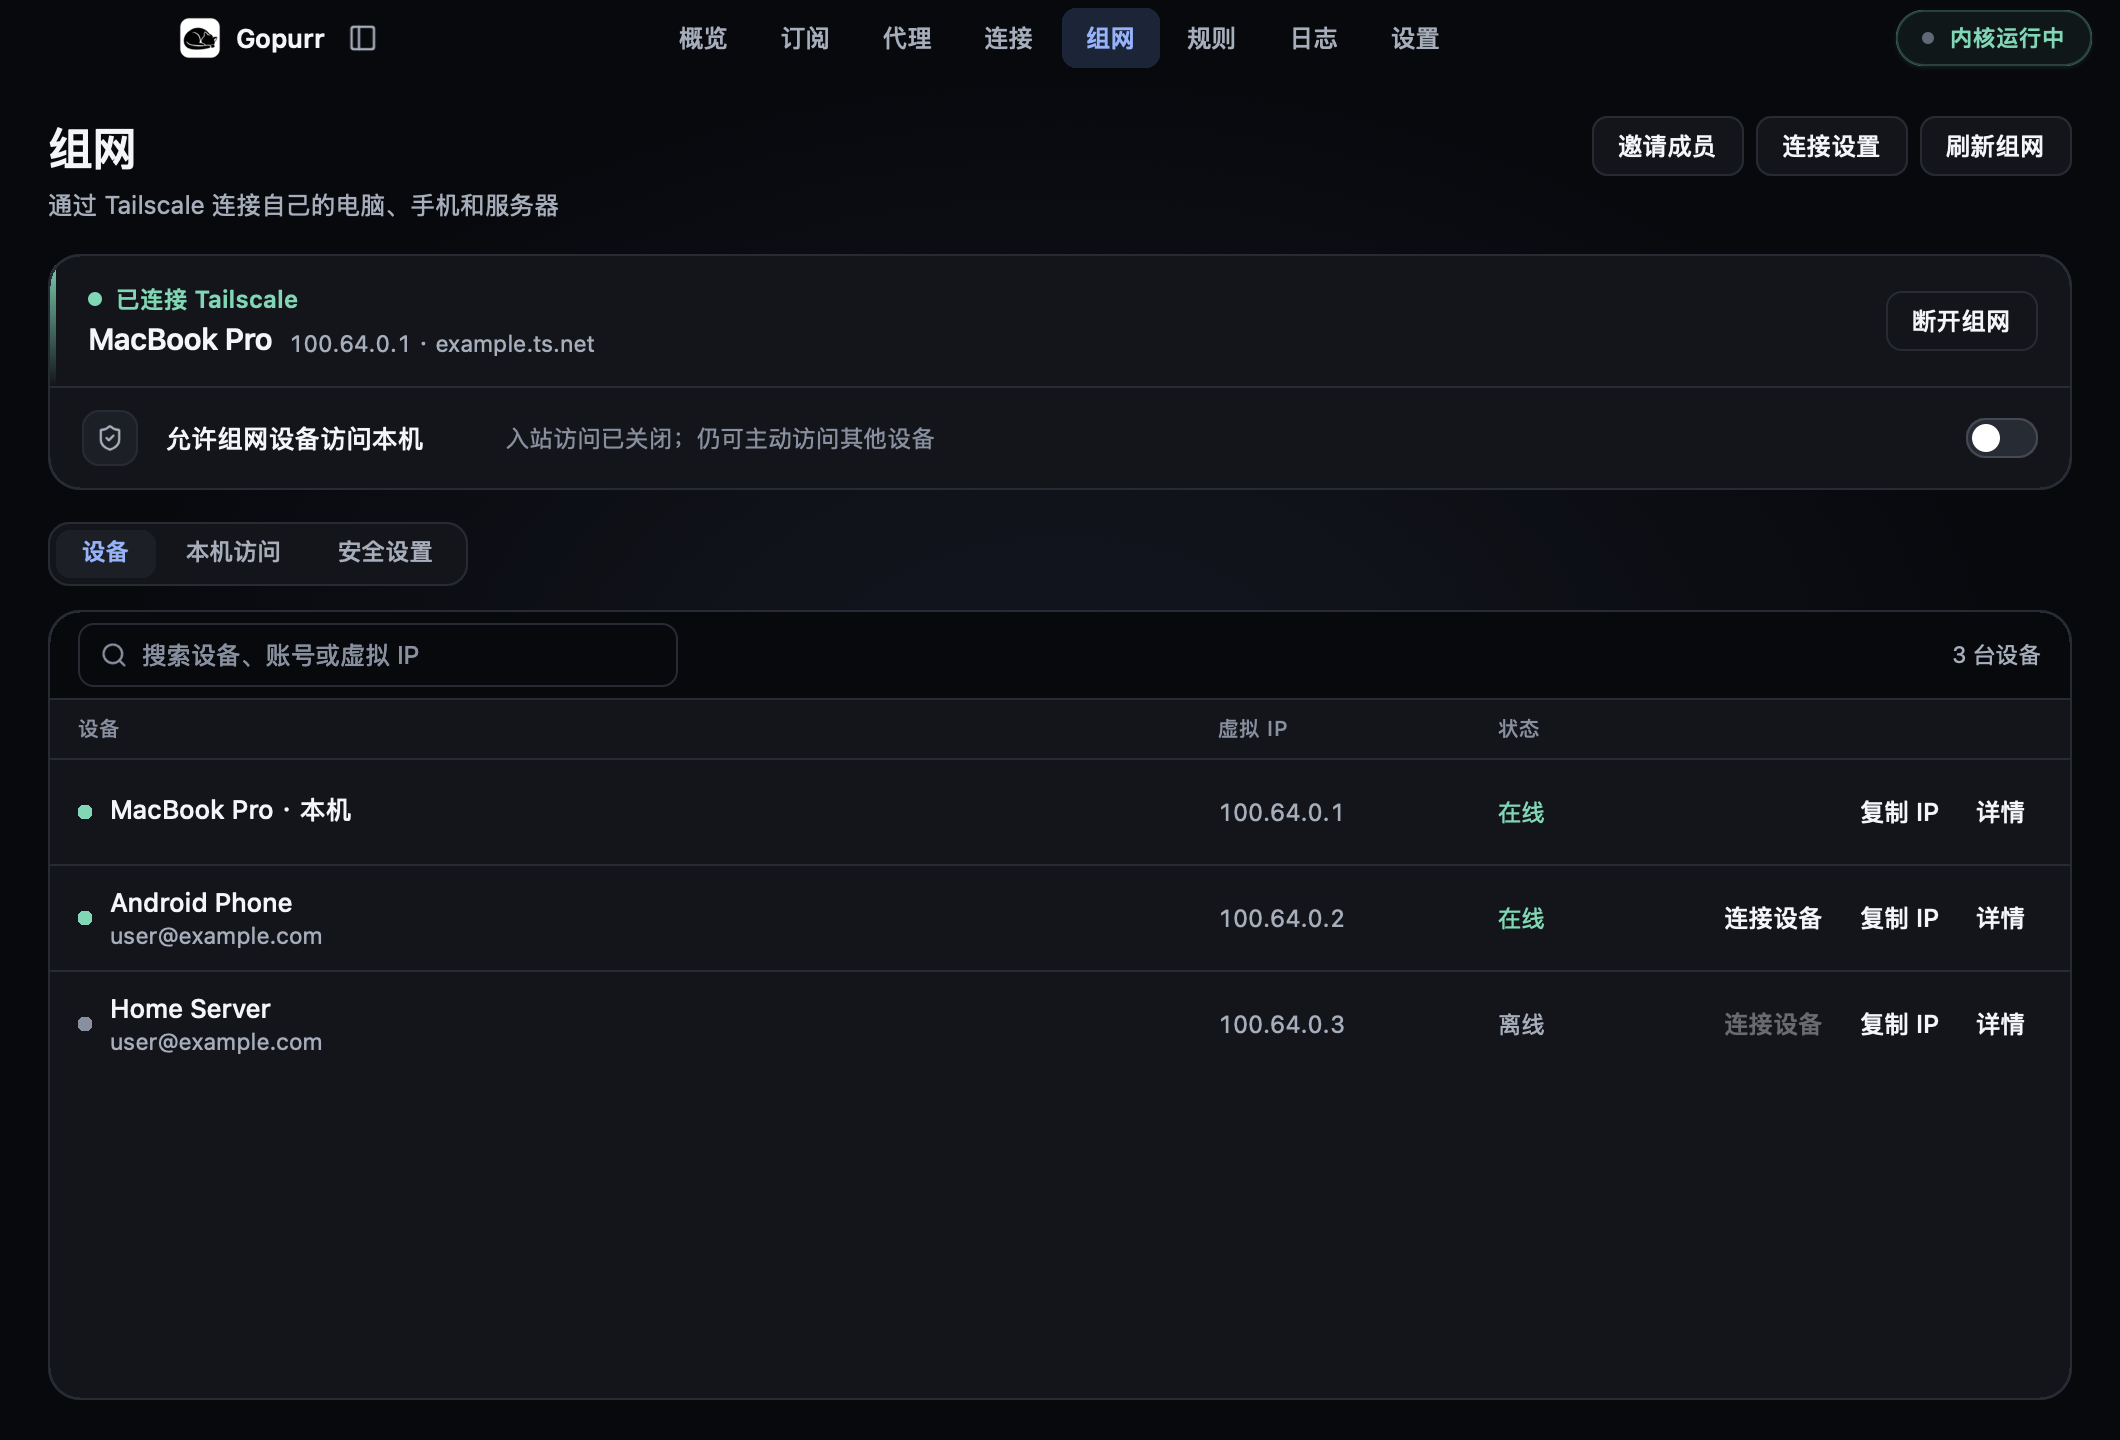 Gopurr
概览 订阅 代理 连接 组网 规则 日志 设置
内核运行中
组网
通过 Tailscale 连接自己的电脑、手机和服务器
邀请成员 连接设置 刷新组网
已连接 Tailscale
MacBook Pro 100.64.0.1 · example.ts.net
断开组网
允许组网设备访问本机 入站访问已关闭；仍可主动访问其他设备
设备 本机访问 安全设置
搜索设备、账号或虚拟 IP 3 台设备
设备 虚拟 IP 状态
MacBook Pro · 本机 100.64.0.1 在线 复制 IP 详情
Android Phone
user@example.com
100.64.0.2 在线 连接设备 复制 IP 详情
Home Server
user@example.com
100.64.0.3 离线 连接设备 复制 IP 详情